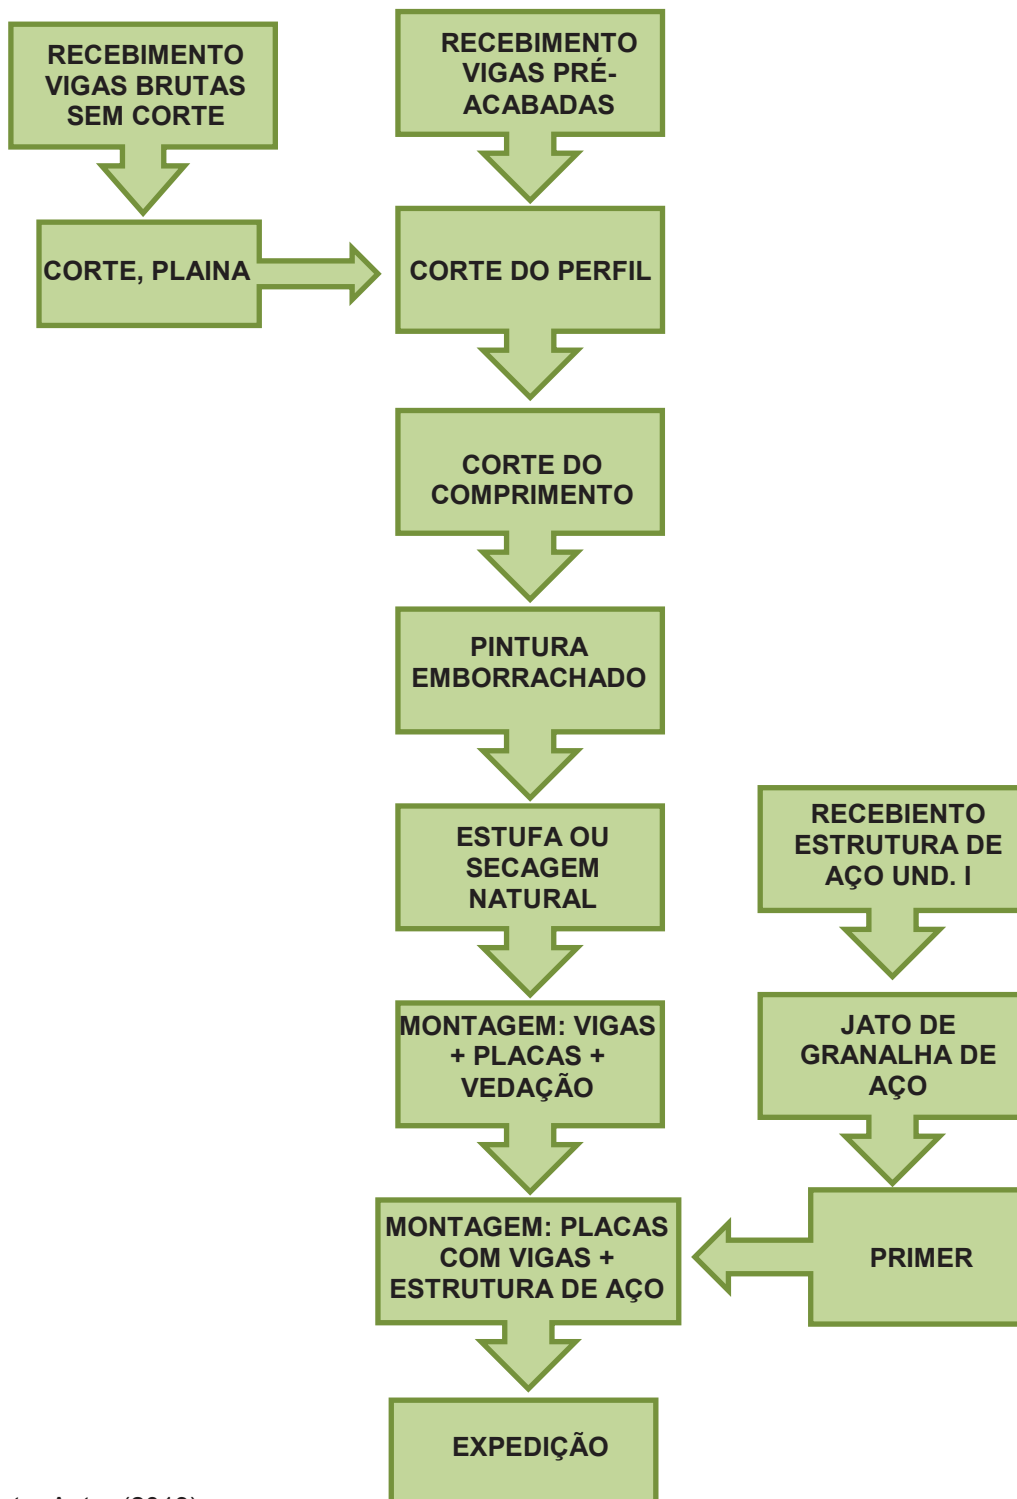 RECEBIMENTO
VIGAS BRUTAS
SEM CORTE
RECEBIMENTO
VIGAS PRÉ-
ACABADAS
CORTE, PLAINA
CORTE DO PERFIL
CORTE DO
COMPRIMENTO
PINTURA
EMBORRACHADO
ESTUFA OU
SECAGEM
NATURAL
RECEBIENTO
ESTRUTURA DE
AÇO UND. I
MONTAGEM: VIGAS
+ PLACAS +
VEDAÇÃO
JATO DE
GRANALHA DE
AÇO
MONTAGEM: PLACAS
COM VIGAS +
ESTRUTURA DE AÇO
PRIMER
EXPEDIÇÃO